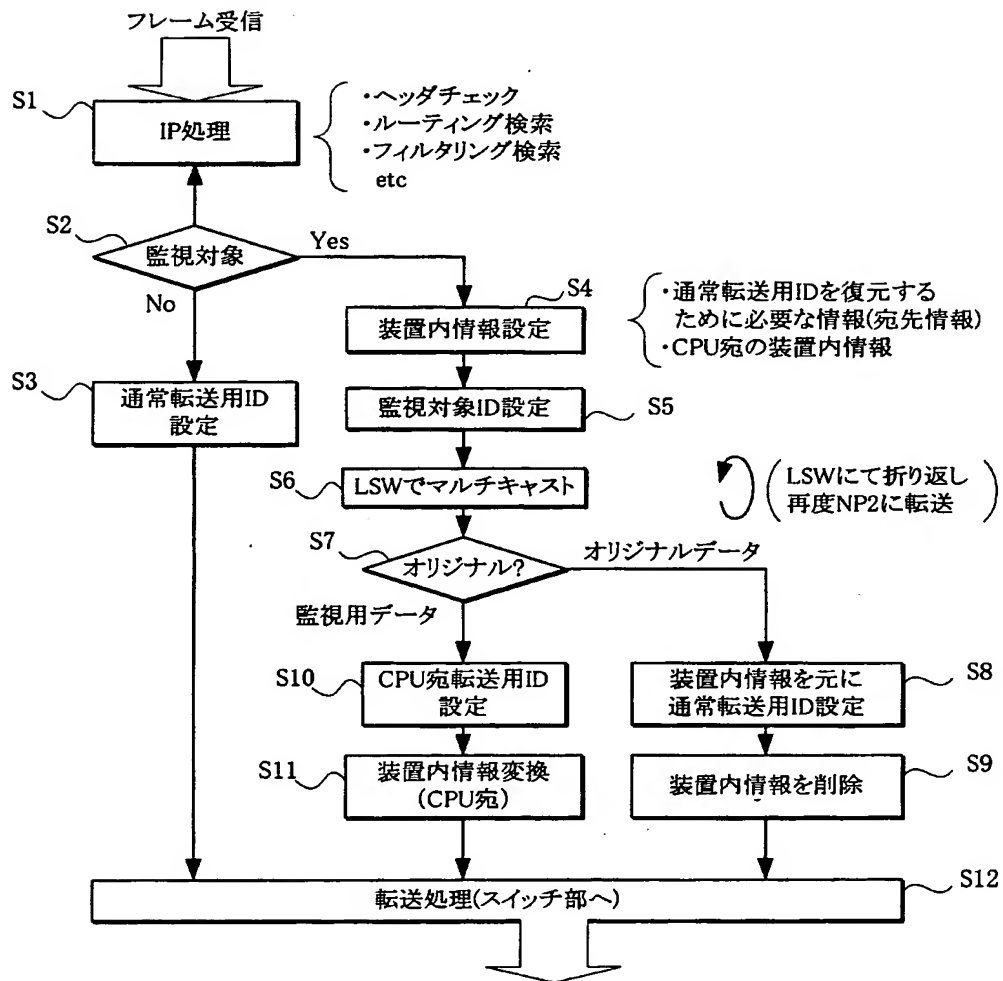 フレーム受信
S1
IP処理
・ヘッダチェック
・ルーティング検索
・フィルタリング検索
etc
S2
監視対象
Yes
No
S4
装置内情報設定
・通常転送用IDを復元する
ために必要な情報(宛先情報)
・CPU宛の装置内情報
S3
通常転送用ID
設定
監視対象ID設定
S5
S6
LSWでマルチキャスト
(LSWにて折り返し
再度NP2に転送)
S7
オリジナル?
オリジナルデータ
監視用データ
S10
CPU宛転送用ID
設定
装置内情報を元に
通常転送用ID設定
S8
S11
装置内情報変換
(CPU宛)
装置内情報を削除
S9
転送処理(スイッチ部へ)
S12